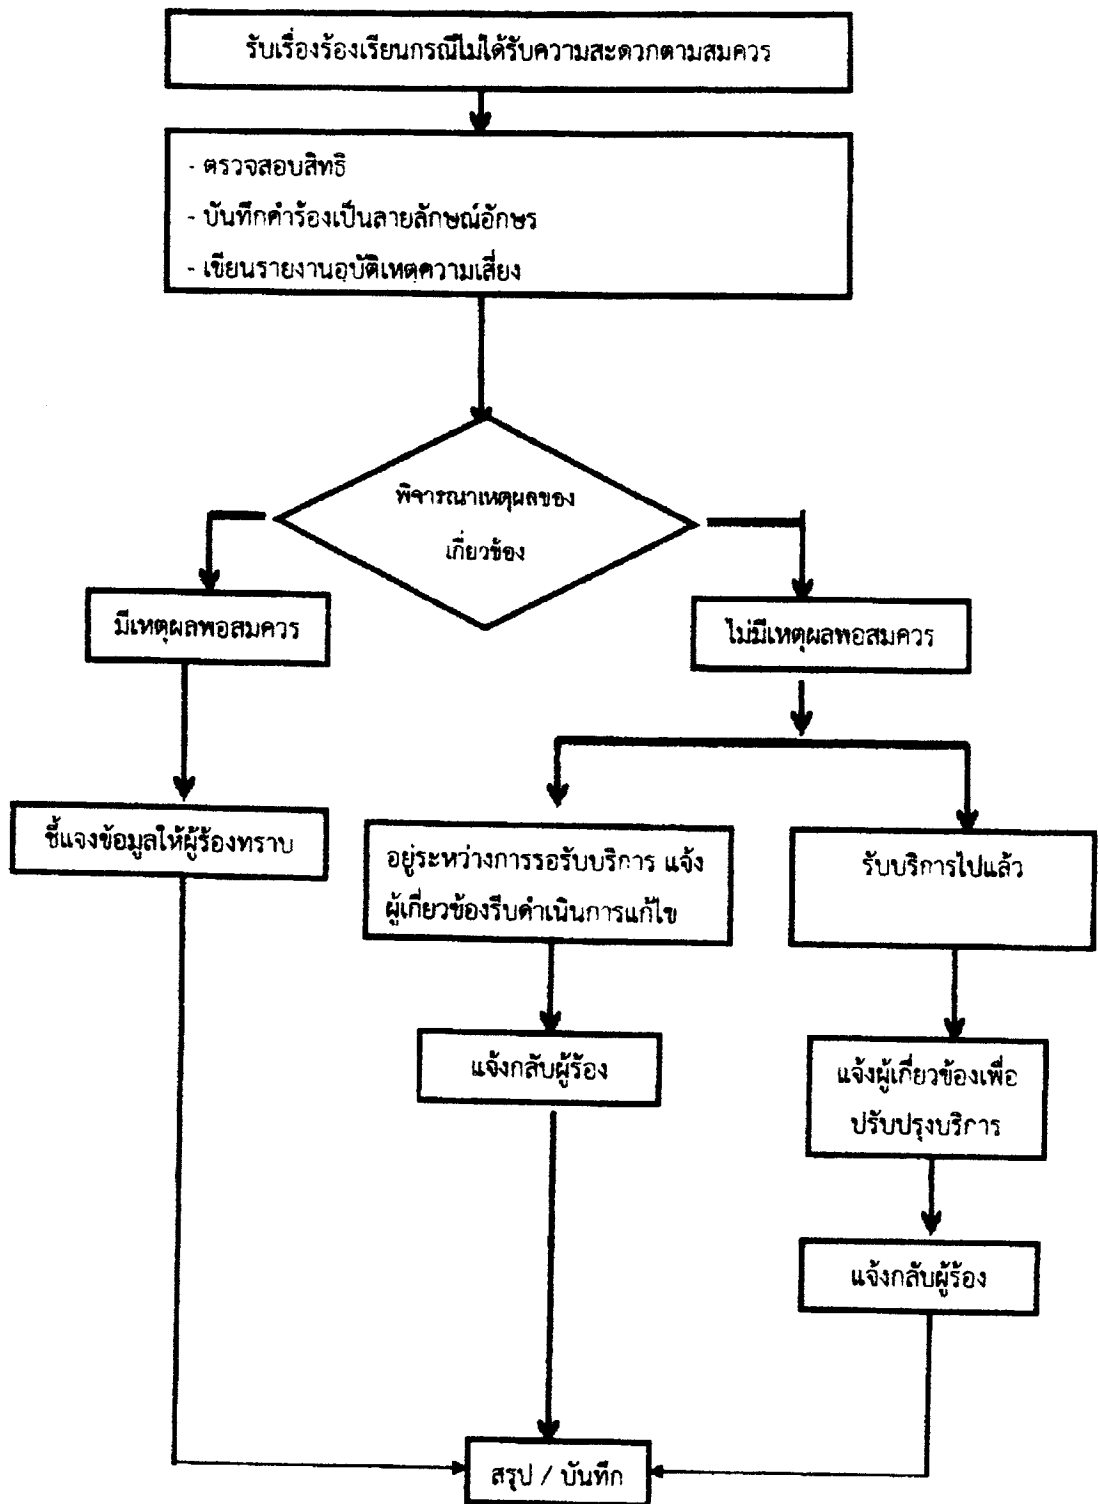 รับเรื่องร้องเรียนกรณีไม่ได้รับความสะดวกตามสมควร
- ตรวจสอบสิทธิ
- บันทึกคำร้องเป็นลายลักษณ์อักษร
- เขียนรายงานอุบัติเหตุความเสี่ยง
พิจารณาเหตุผลของ
เกี่ยวข้อง
มีเหตุผลพอสมควร
ไม่มีเหตุผลพอสมควร
ชี้แจงข้อมูลให้ผู้ร้องทราบ
อยู่ระหว่างการรอรับบริการ แจ้ง
ผู้เกี่ยวข้องรีบดำเนินการแก้ไข
รับบริการไปแล้ว
แจ้งกลับผู้ร้อง
แจ้งผู้เกี่ยวข้องเพื่อ
ปรับปรุงบริการ
แจ้งกลับผู้ร้อง
สรุป / บันทึก